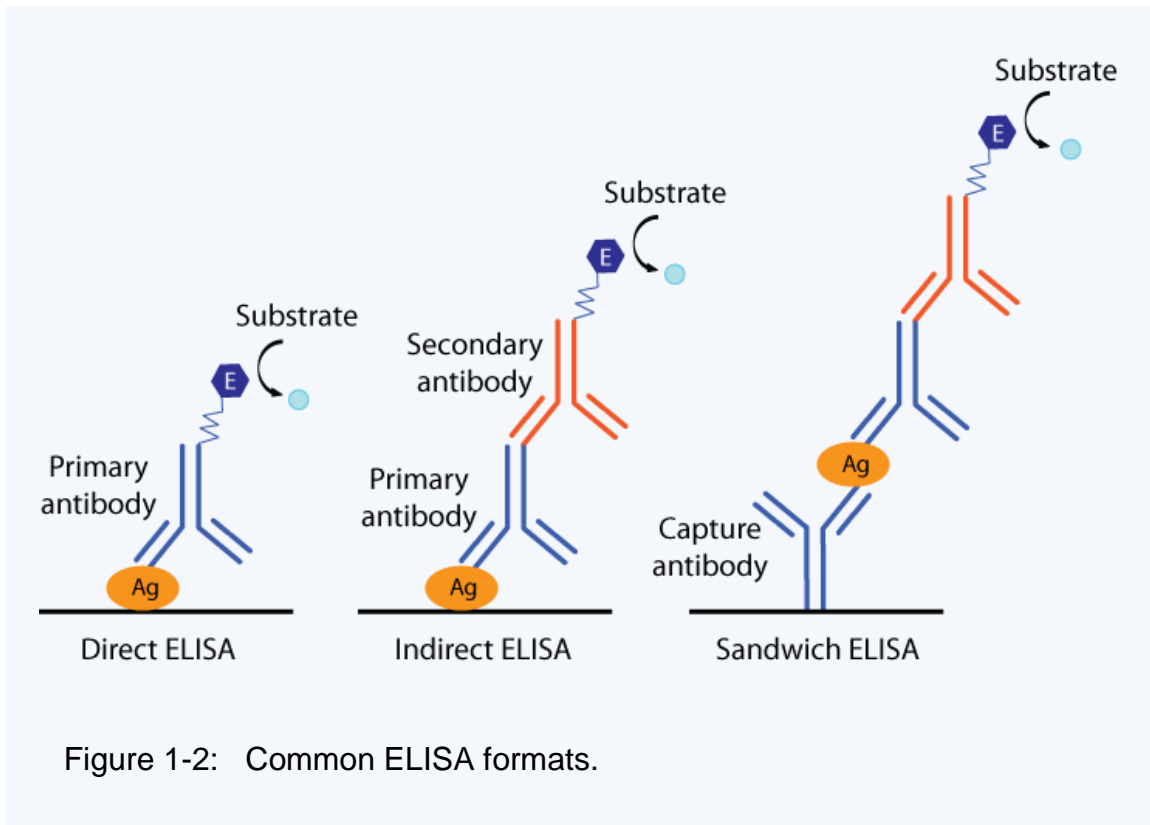 Substrate
E
Ag
Primary
antibody
Direct ELISA
Substrate
E
Secondary
antibody
Primary
antibody
Ag
Indirect ELISA
Substrate
E
Ag
Capture
antibody
Sandwich ELISA
Figure 1-2: Common ELISA formats.